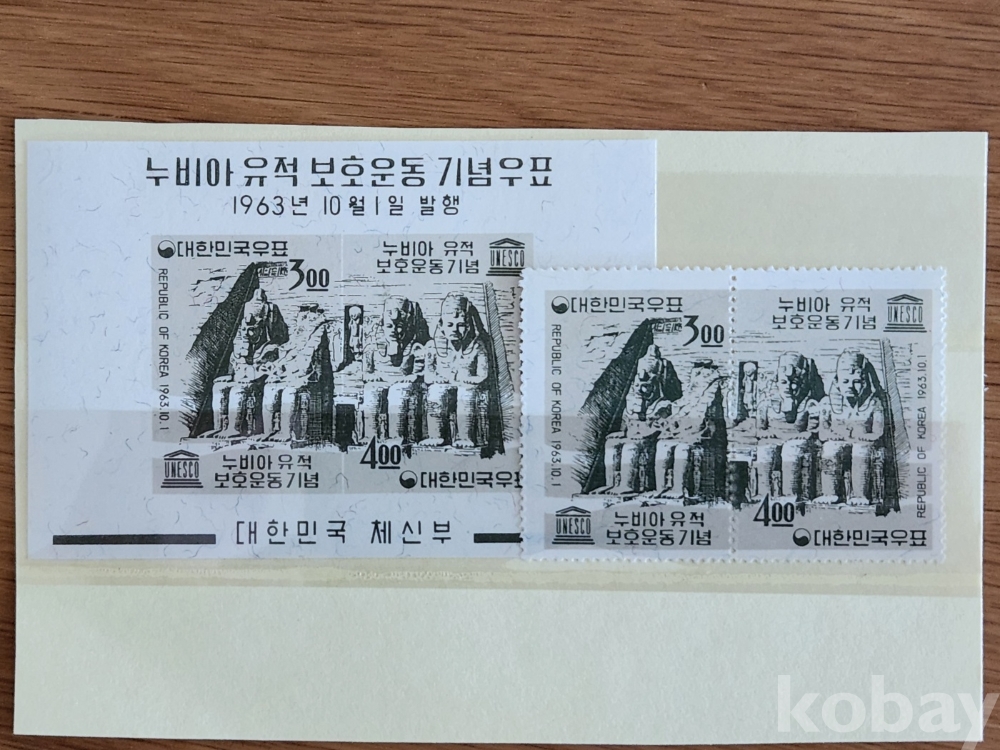 누비아 유적 보호운동 기념우표
1963년 10월 1일 발행
대한민국우표
3.00
누비아 유적
보호운동기념
UNESCO
REPUBLIC OF KOREA 1963.10.1
UNESCO
누비아 유적
보호운동기념
4.00
대한민국우표
대한민국 체신부
대한민국우표
3.00
누비아 유적
보호운동기념
UNESCO
REPUBLIC OF KOREA 1963.10.1
REPUBLIC OF KOREA 1963.10.1
UNESCO
누비아 유적
보호운동기념
4.00
대한민국우표
kobay